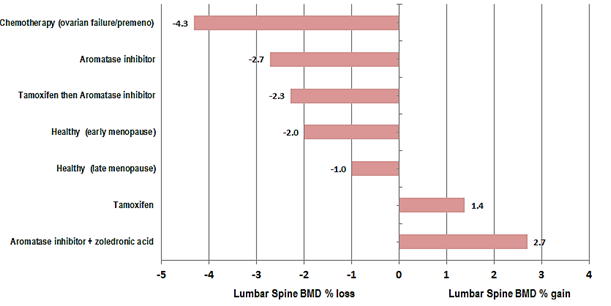 Chemotherapy (ovarian failure/premeno)
-4.3
Aromatase inhibitor
-2.7
Tamoxifen then Aromatase inhibitor
-2.3
Healthy (early menopause)
-2.0
Healthy (late menopause)
-1.0
Tamoxifen
1.4
Aromatase inhibitor + zoledronic acid
2.7
-5 -4 -3 -2 -1 0 1 2 3 4
Lumbar Spine BMD % loss Lumbar Spine BMD % gain